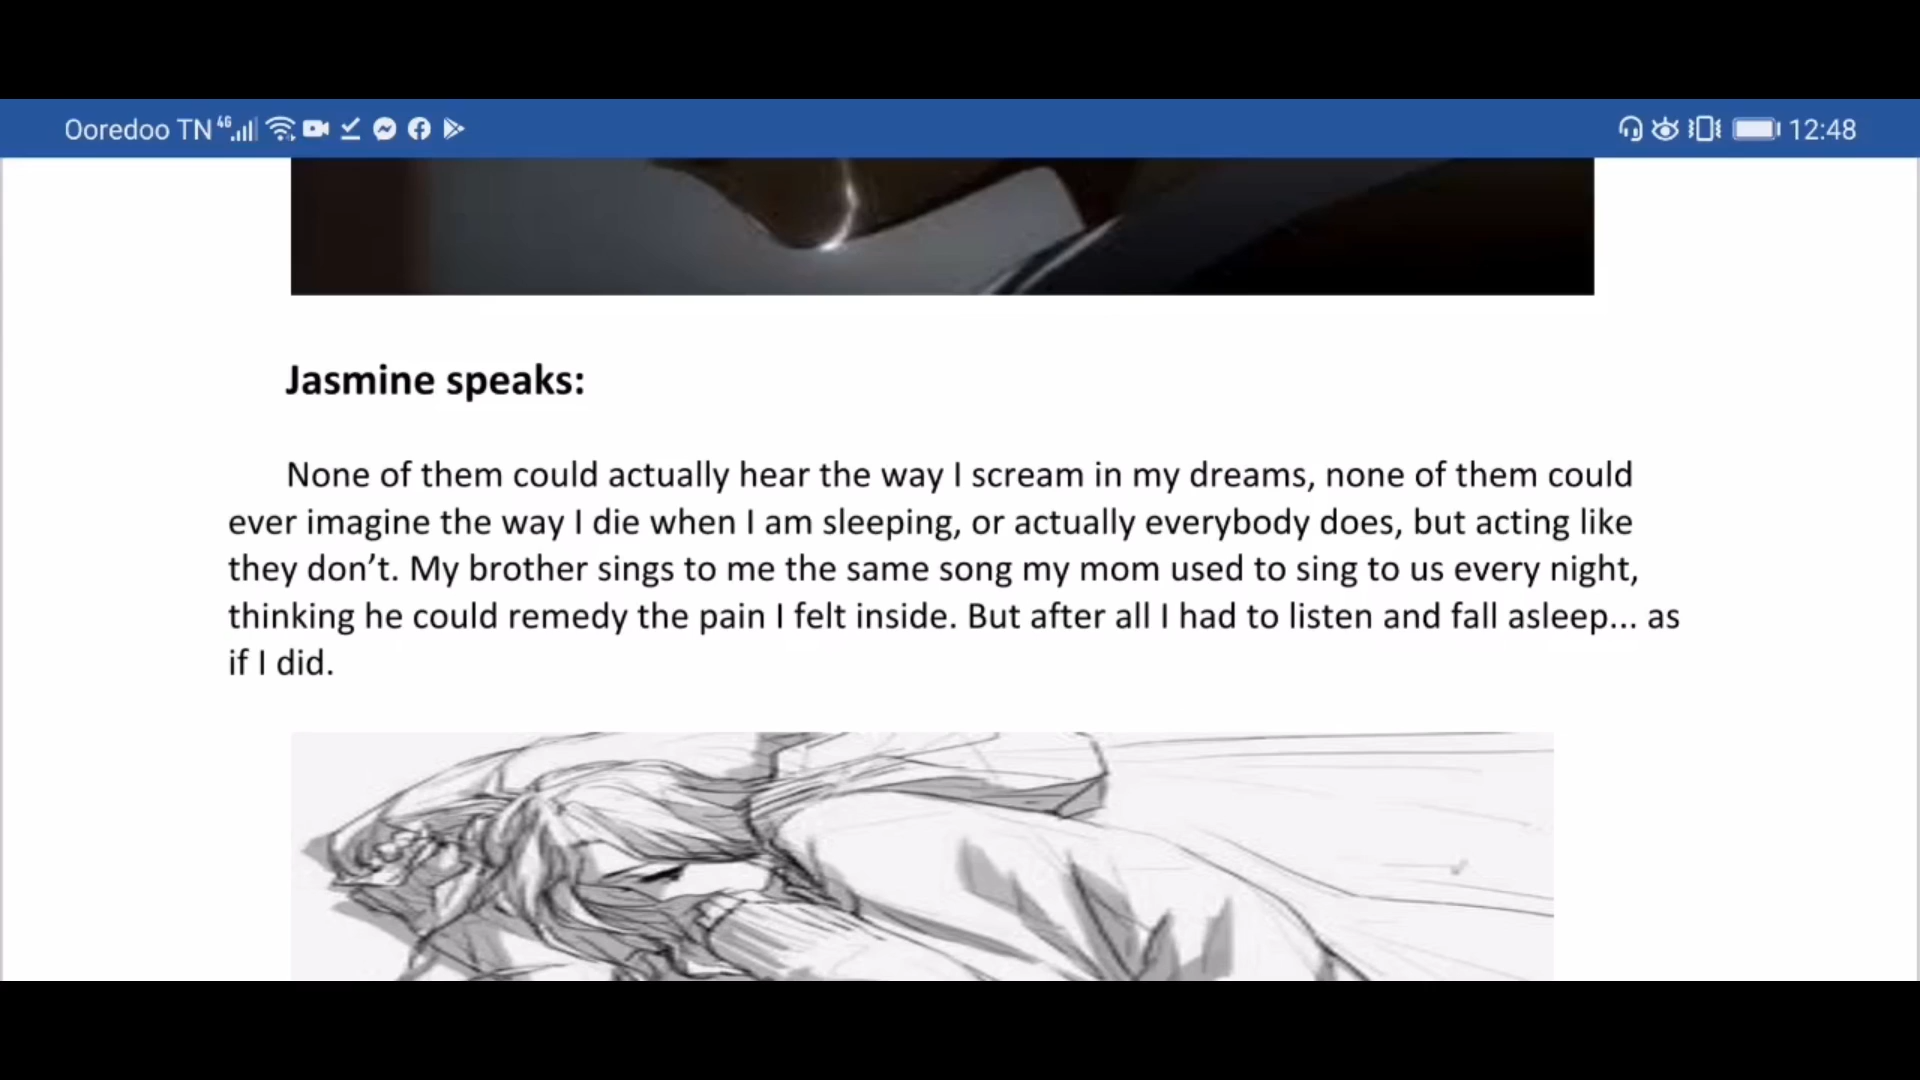 Ooredoo TN 4G 12:48
Jasmine speaks:
None of them could actually hear the way I scream in my dreams, none of them could
ever imagine the way I die when I am sleeping, or actually everybody does, but acting like
they don’t. My brother sings to me the same song my mom used to sing to us every night,
thinking he could remedy the pain I felt inside. But after all I had to listen and fall asleep... as
if I did.